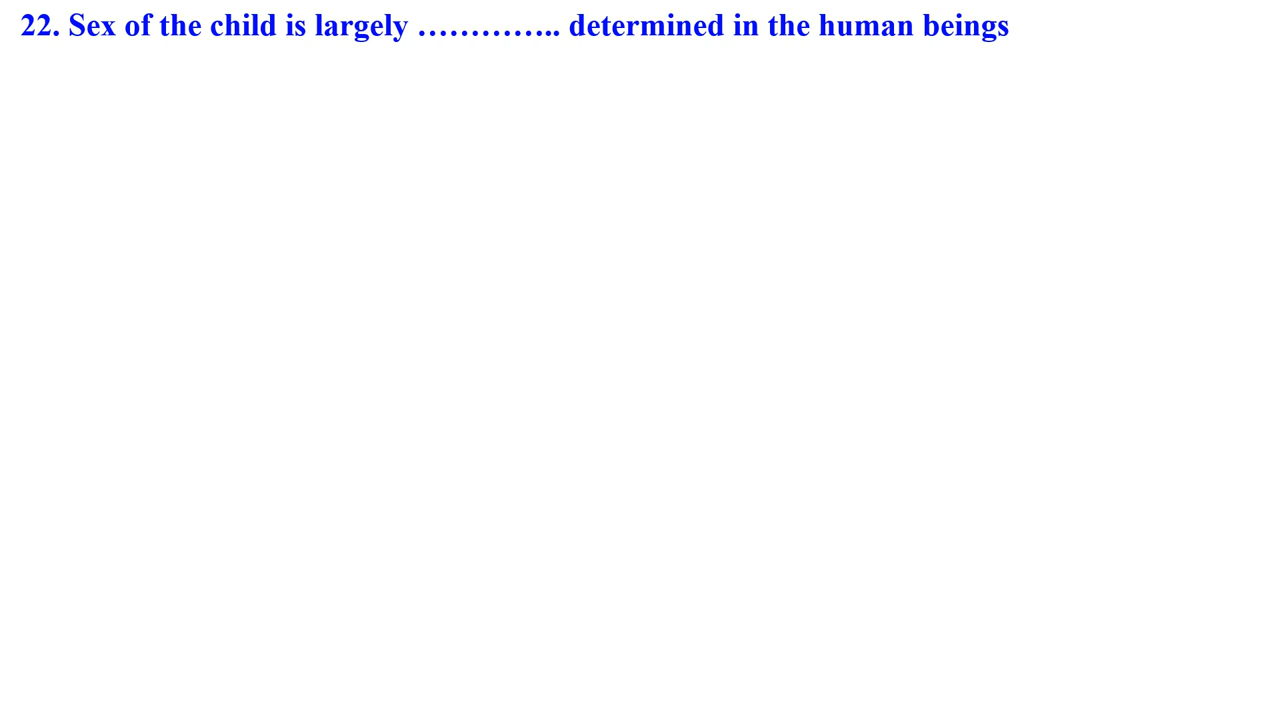 22. Sex of the child is largely ………….. determined in the human beings